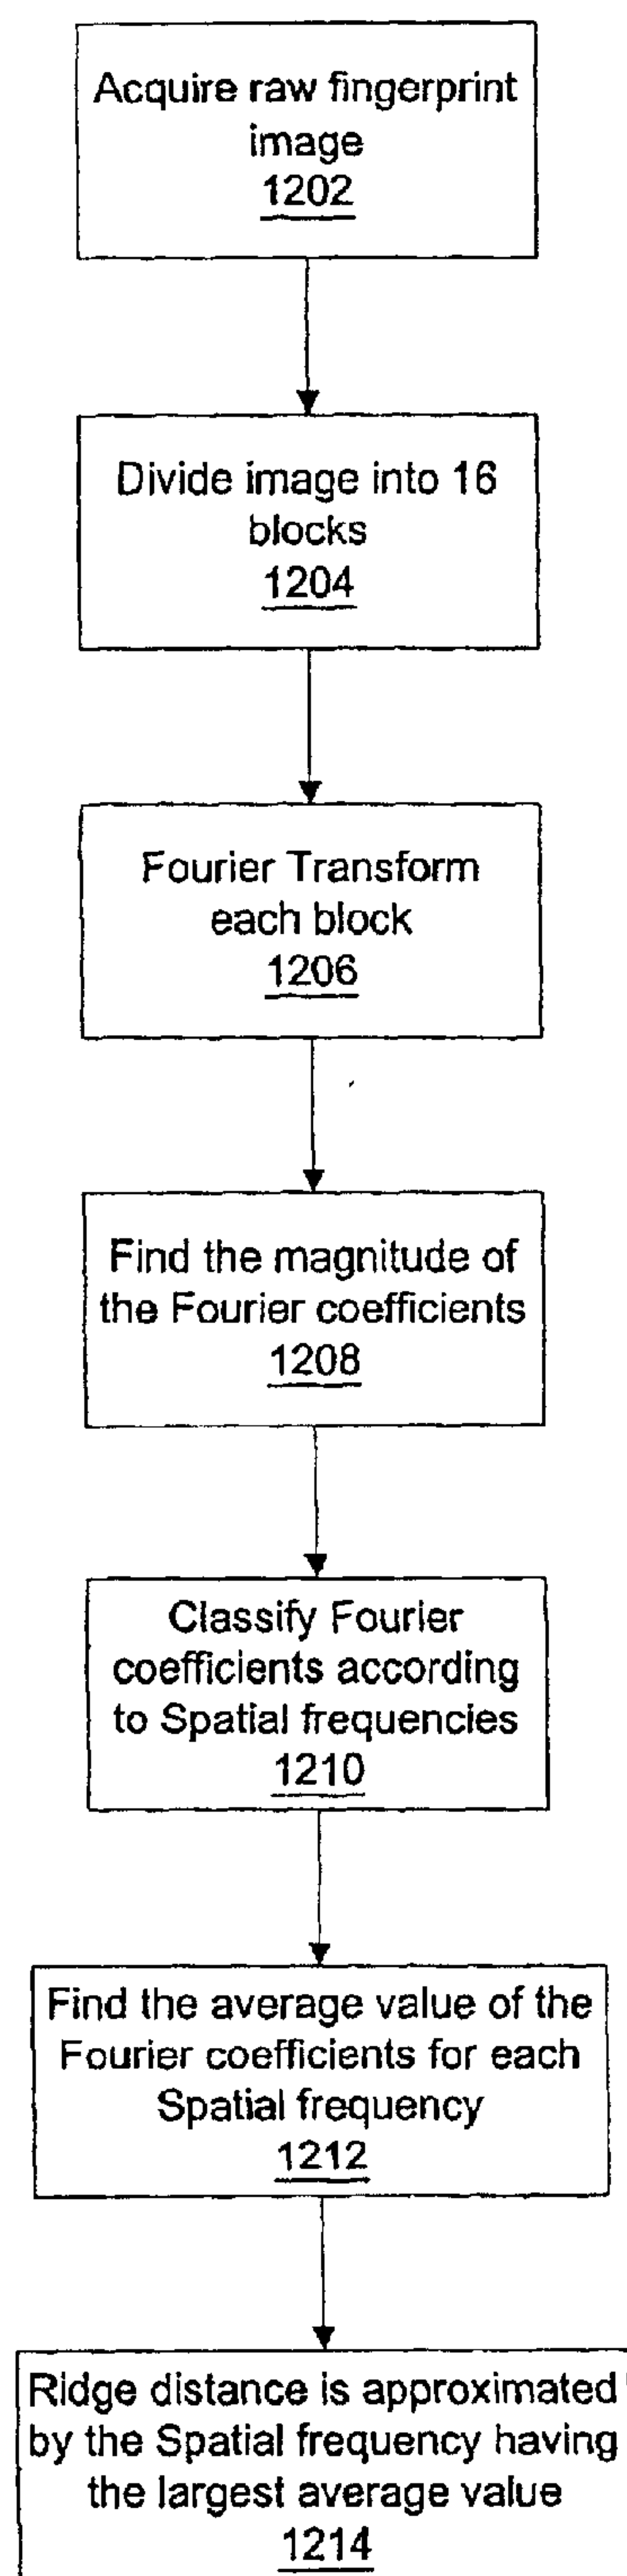 Acquire raw fingerprint
image
1202
Divide image into 16
blocks
1204
Fourier Transform
each block
1206
Find the magnitude of
the Fourier coefficients
1208
Classify Fourier
coefficients according
to Spatial frequencies
1210
Find the average value of the
Fourier coefficients for each
Spatial frequency
1212
Ridge distance is approximated
by the Spatial frequency having
the largest average value
1214